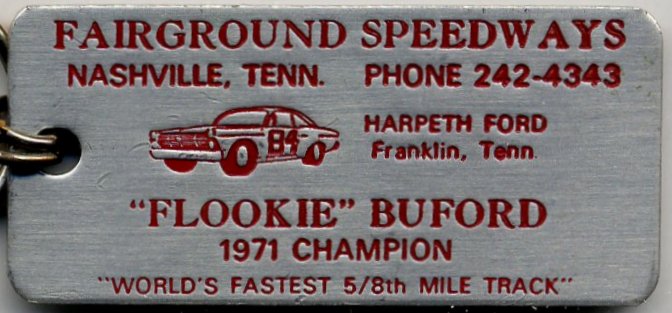 FAIRGROUND SPEEDWAYS
NASHVILLE, TENN. PHONE 242-4343
84
HARPETH FORD
Franklin, Tenn.
"FLOOKIE" BUFORD
1971 CHAMPION
"WORLD'S FASTEST 5/8th MILE TRACK"